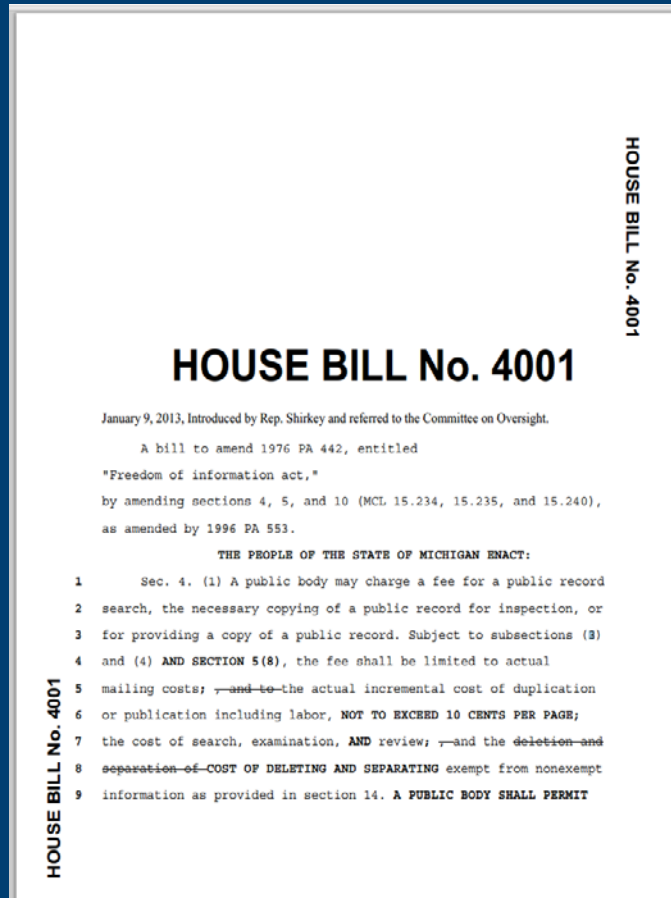 HOUSE BILL No. 4001
HOUSE BILL No. 4001
January 9, 2013, Introduced by Rep. Shirkey and referred to the Committee on Oversight.
A bill to amend 1976 PA 442, entitled
"Freedom of information act,"
by amending sections 4, 5, and 10 (MCL 15.234, 15.235, and 15.240),
as amended by 1996 PA 553.
THE PEOPLE OF THE STATE OF MICHIGAN ENACT:
1 Sec. 4. (1) A public body may charge a fee for a public record
2 search, the necessary copying of a public record for inspection, or
3 for providing a copy of a public record. Subject to subsections (3)
4 and (4) AND SECTION 5(8), the fee shall be limited to actual
5 mailing costs; , and to the actual incremental cost of duplication
6 or publication including labor, NOT TO EXCEED 10 CENTS PER PAGE;
7 the cost of search, examination, AND review; , and the deletion and
8 separation of COST OF DELETING AND SEPARATING exempt from nonexempt
9 information as provided in section 14. A PUBLIC BODY SHALL PERMIT
HOUSE BILL No. 4001